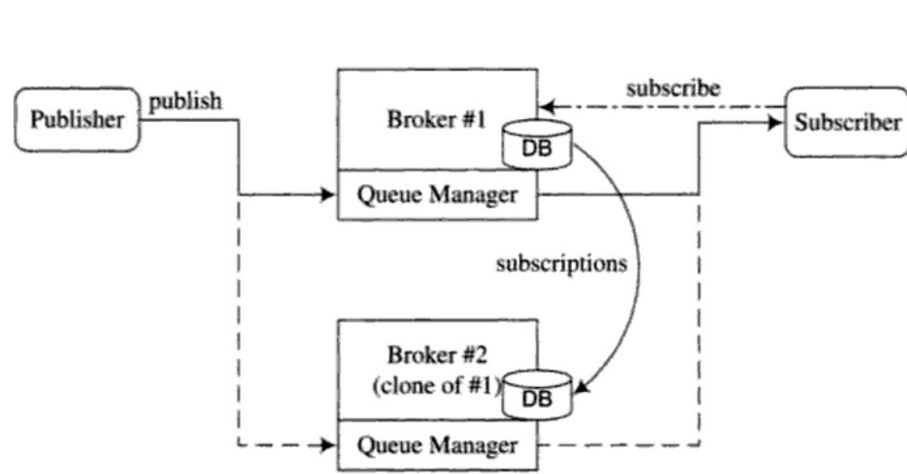 publish
subscribe
Publisher
Broker #1
Subscriber
DB
Queue Manager
subscriptions
Broker #2
(clone of #1)
DB
Queue Manager